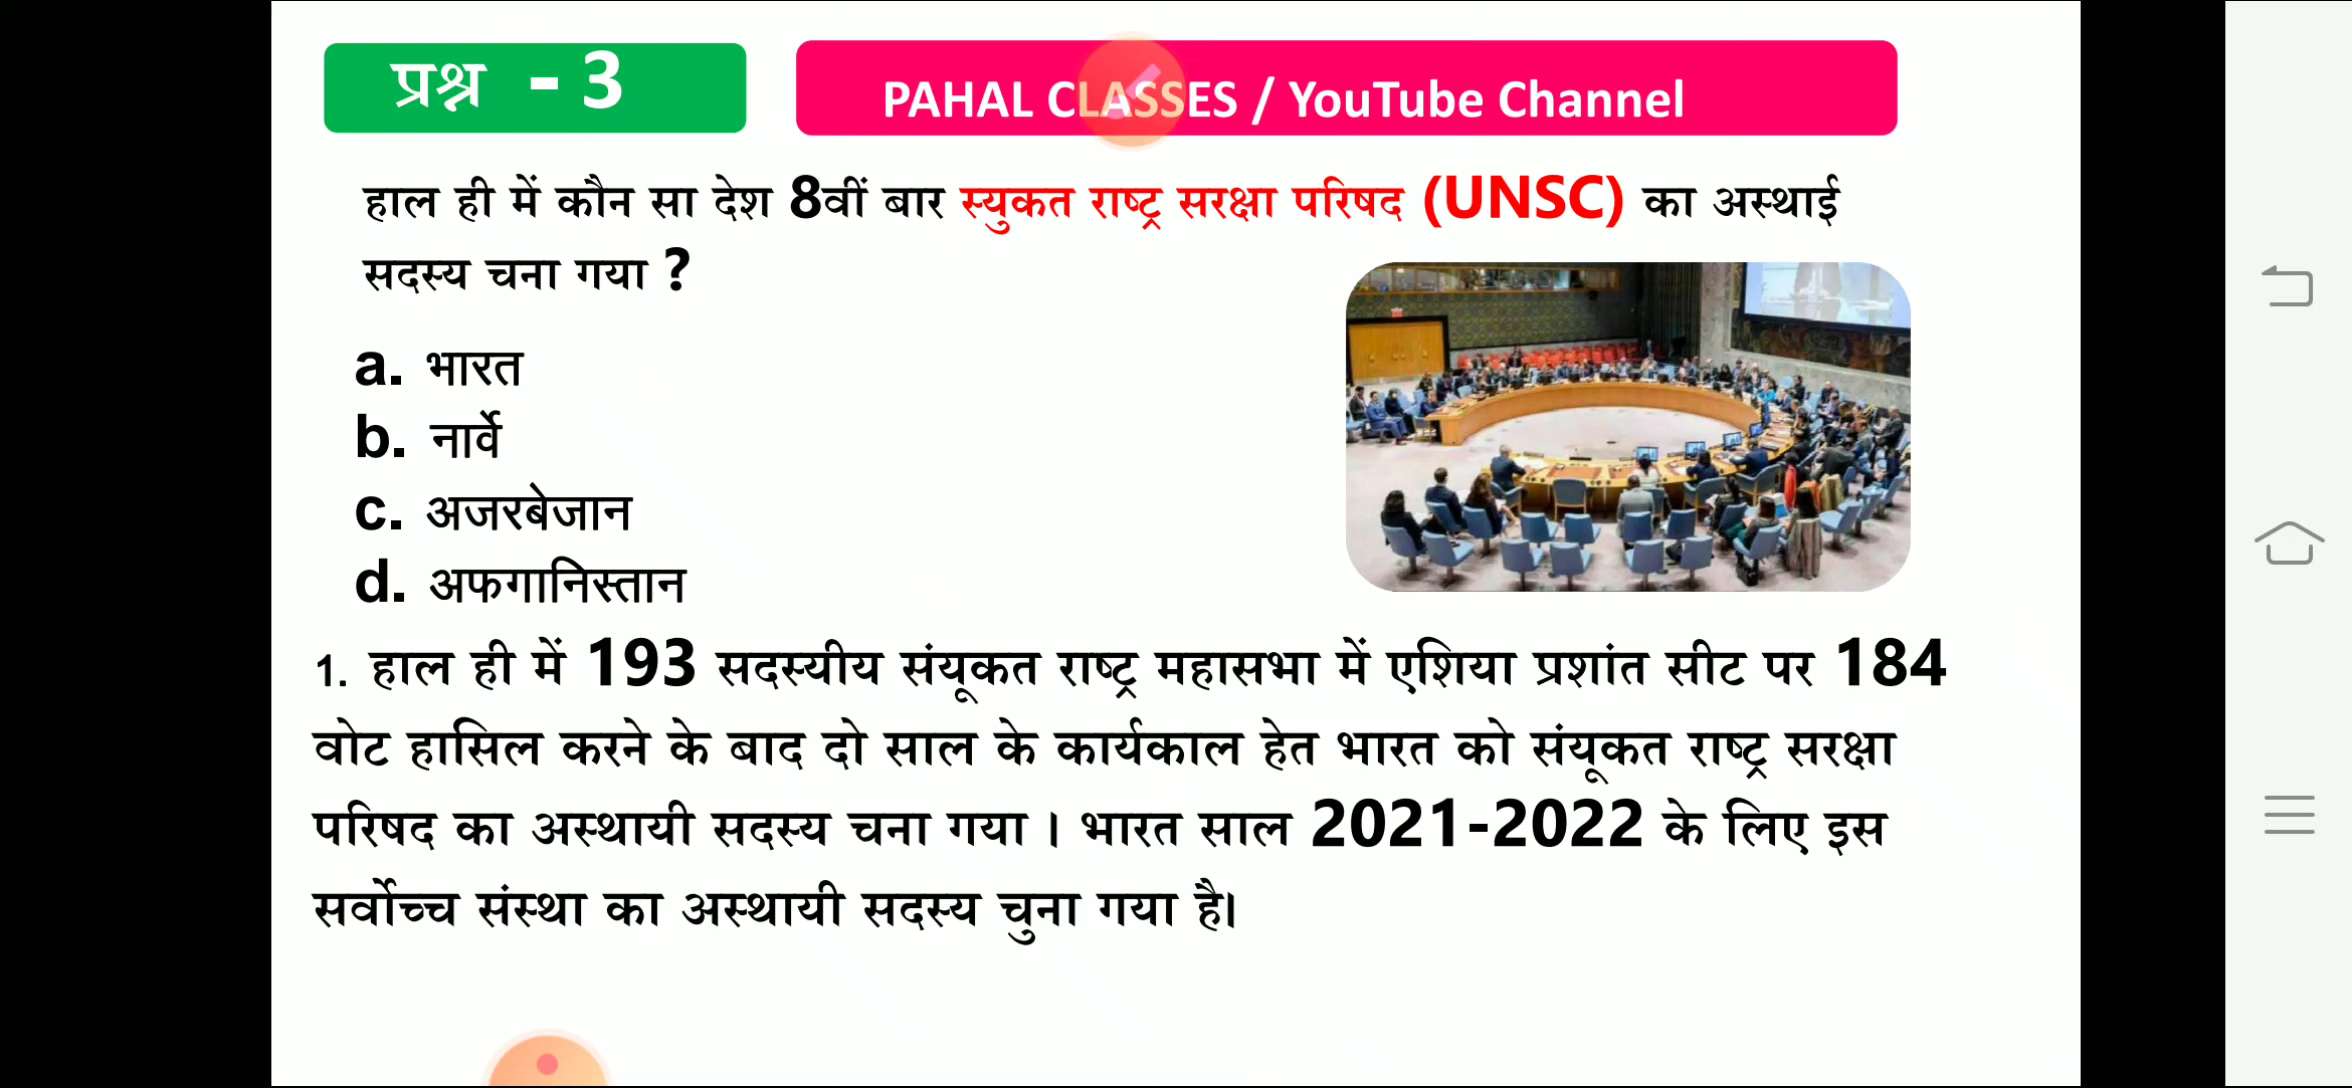 प्रश्न - 3
PAHAL CLASSES / YouTube Channel
हाल ही में कौन सा देश 8वीं बार स्युकत राष्ट्र सरक्षा परिषद (UNSC) का अस्थाई
सदस्य चना गया ?
a. भारत
b. नार्वे
c. अजरबेजान
d. अफगानिस्तान
1. हाल ही में 193 सदस्यीय संयूकत राष्ट्र महासभा में एशिया प्रशांत सीट पर 184
वोट हासिल करने के बाद दो साल के कार्यकाल हेत भारत को संयूकत राष्ट्र सरक्षा
परिषद का अस्थायी सदस्य चना गया । भारत साल 2021-2022 के लिए इस
सर्वोच्च संस्था का अस्थायी सदस्य चुना गया है।